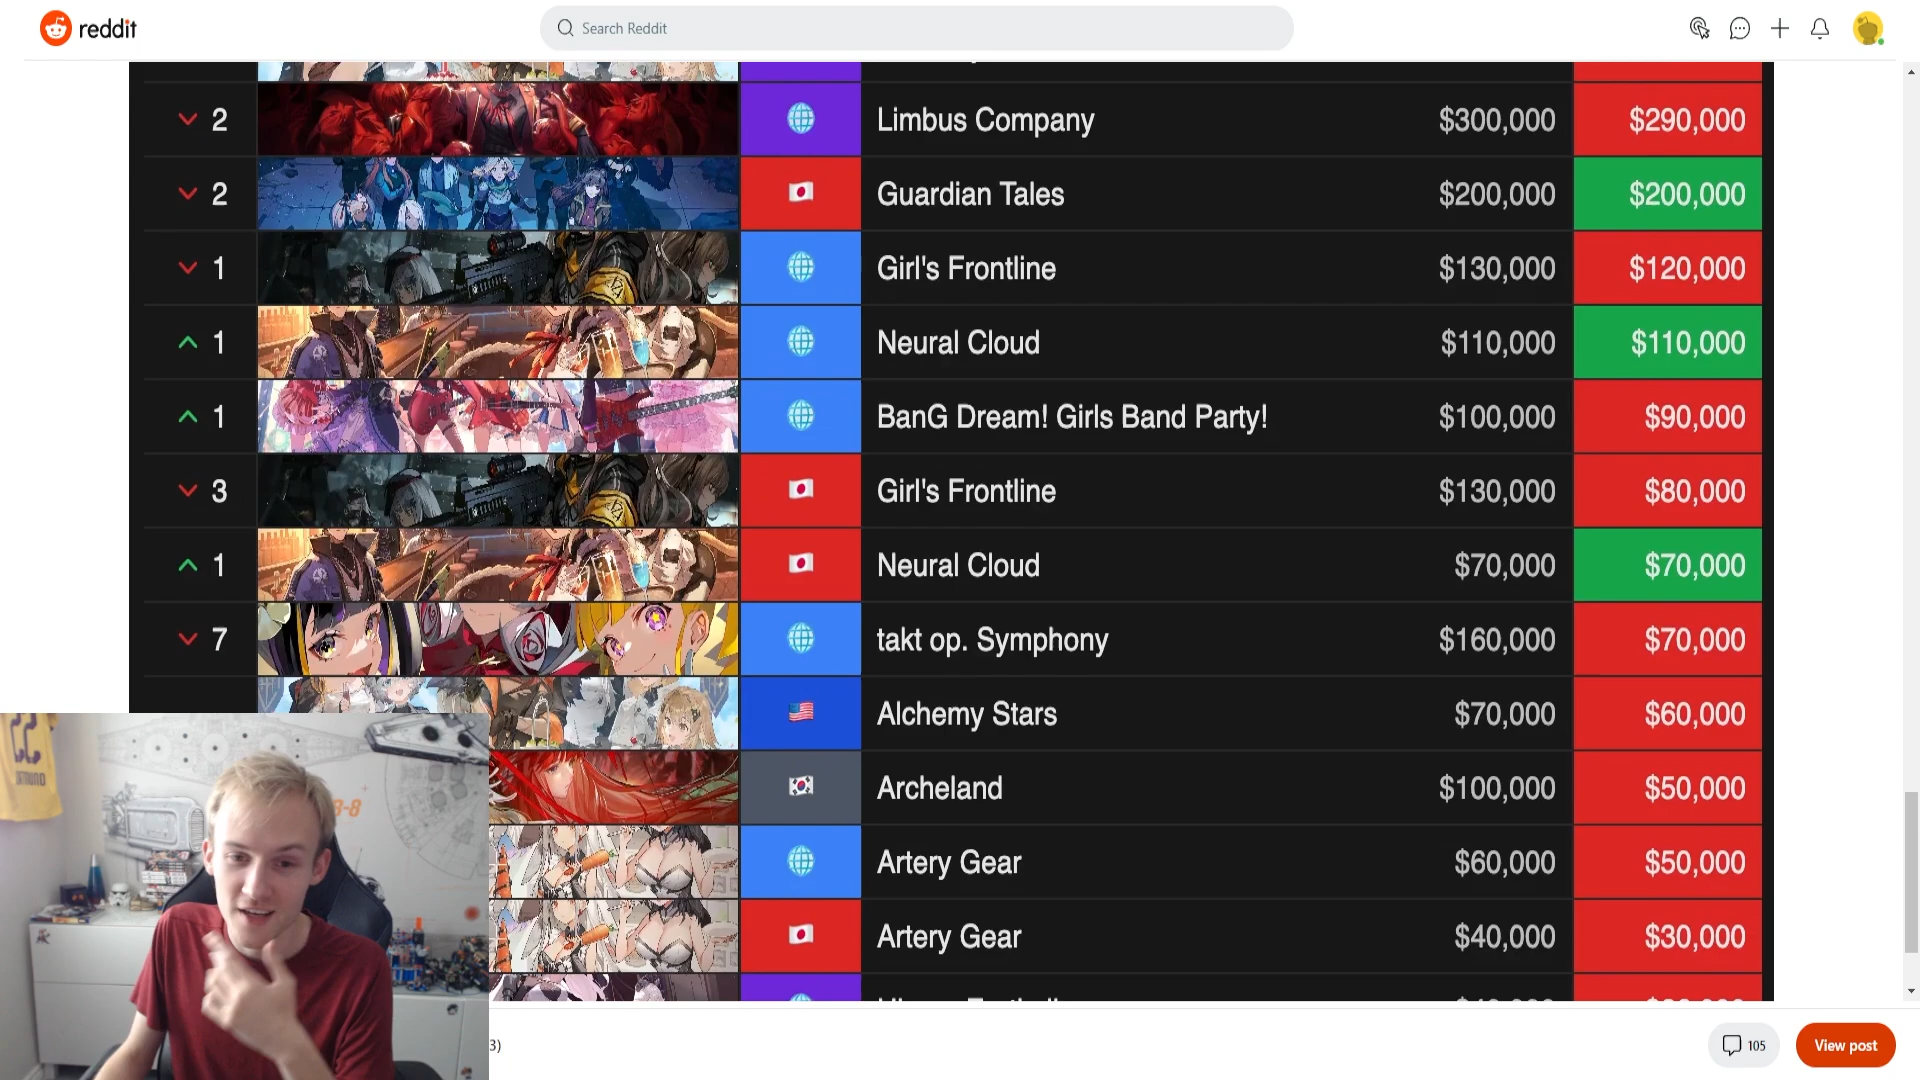 reddit
Search Reddit
2 Limbus Company $300,000 $290,000
2 Guardian Tales $200,000 $200,000
1 Girl's Frontline $130,000 $120,000
1 Neural Cloud $110,000 $110,000
1 BanG Dream! Girls Band Party! $100,000 $90,000
3 Girl's Frontline $130,000 $80,000
1 Neural Cloud $70,000 $70,000
7 takt op. Symphony $160,000 $70,000
Alchemy Stars $70,000 $60,000
Archeland $100,000 $50,000
Artery Gear $60,000 $50,000
Artery Gear $40,000 $30,000
22
3-8
3)
105
View post